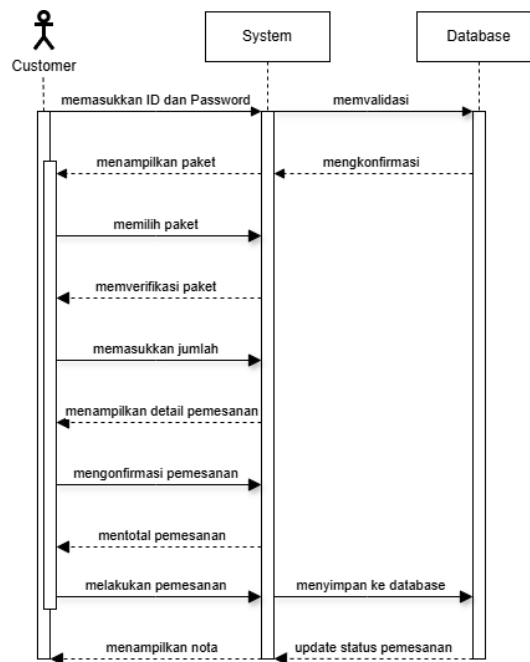 System
Database
Customer
memasukkan ID dan Password
memvalidasi
menampilkan paket
mengkonfirmasi
memilih paket
memverifikasi paket
memasukkan jumlah
menampilkan detail pemesanan
mengonfirmasi pemesanan
mentotal pemesanan
melakukan pemesanan
menyimpan ke database
menampilkan nota
update status pemesanan